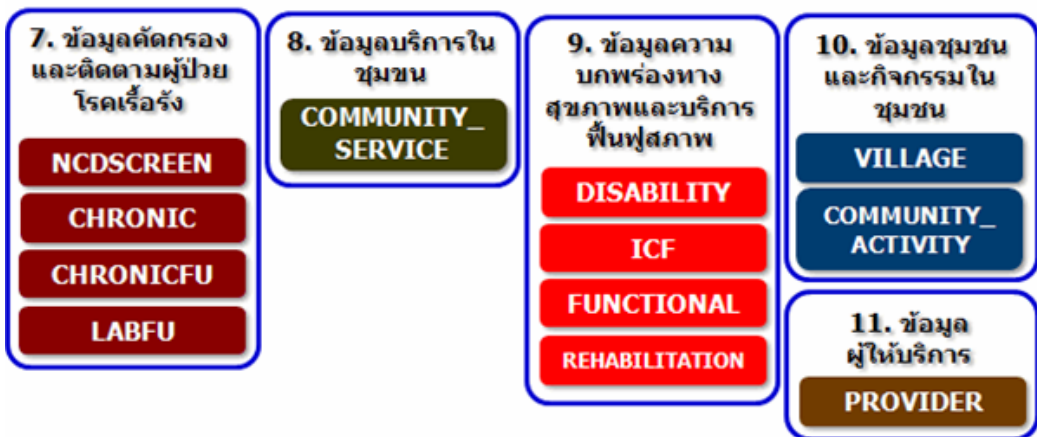 7. ข้อมูลคัดกรอง
และติดตามผู้ป่วย
โรคเรื้อรัง
NCDSCREEN
CHRONIC
CHRONICFU
LABFU
8. ข้อมูลบริการใน
ชุมขน
COMMUNITY_
SERVICE
9. ข้อมูลความ
บกพร่องทาง
สุขภาพและบริการ
ฟื้นฟูสภาพ
DISABILITY
ICF
FUNCTIONAL
REHABILITATION
10. ข้อมูลชุมชน
และกิจกรรมใน
ชุมชน
VILLAGE
COMMUNITY_
ACTIVITY
11. ข้อมูล
ผู้ให้บริการ
PROVIDER